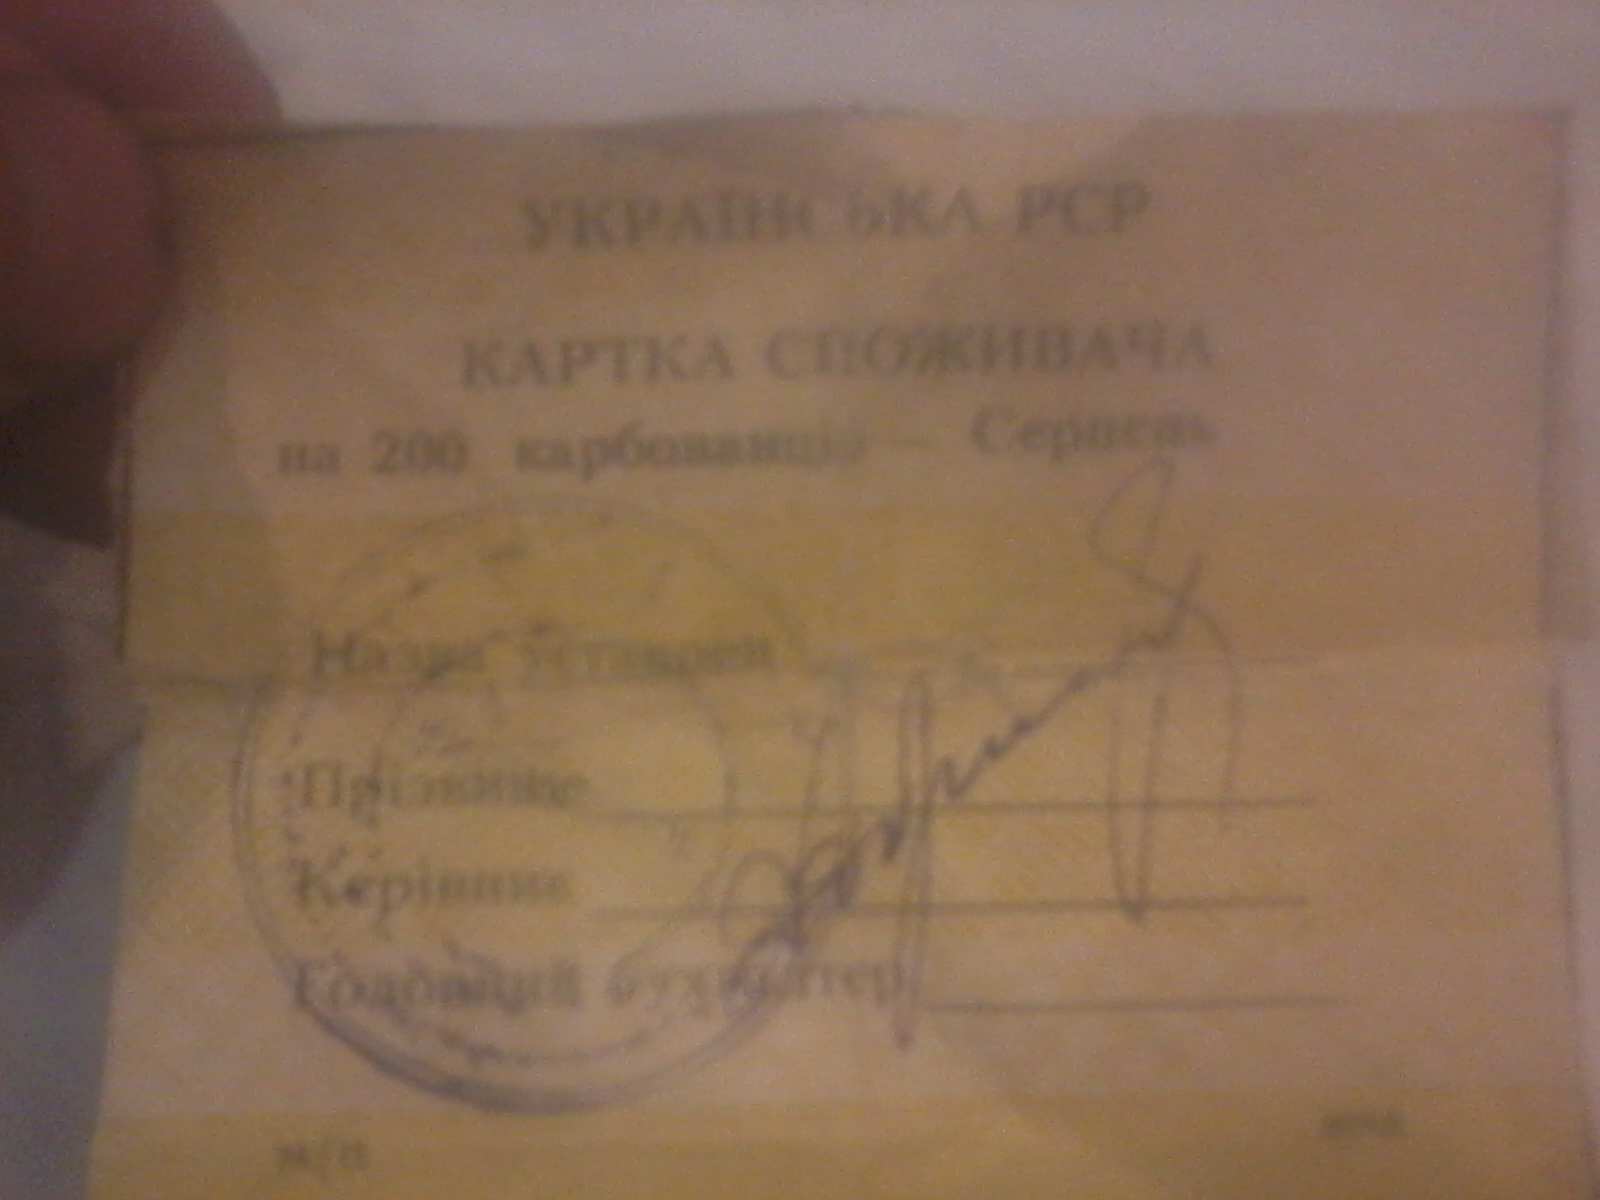 УКРАЇНСЬКА РСР
КАРТКА СПОЖИВАЧА
на 200 карбованців — Серпень
Назва установи
Прізвище
Керівник
Головний бухгалтер
м/п